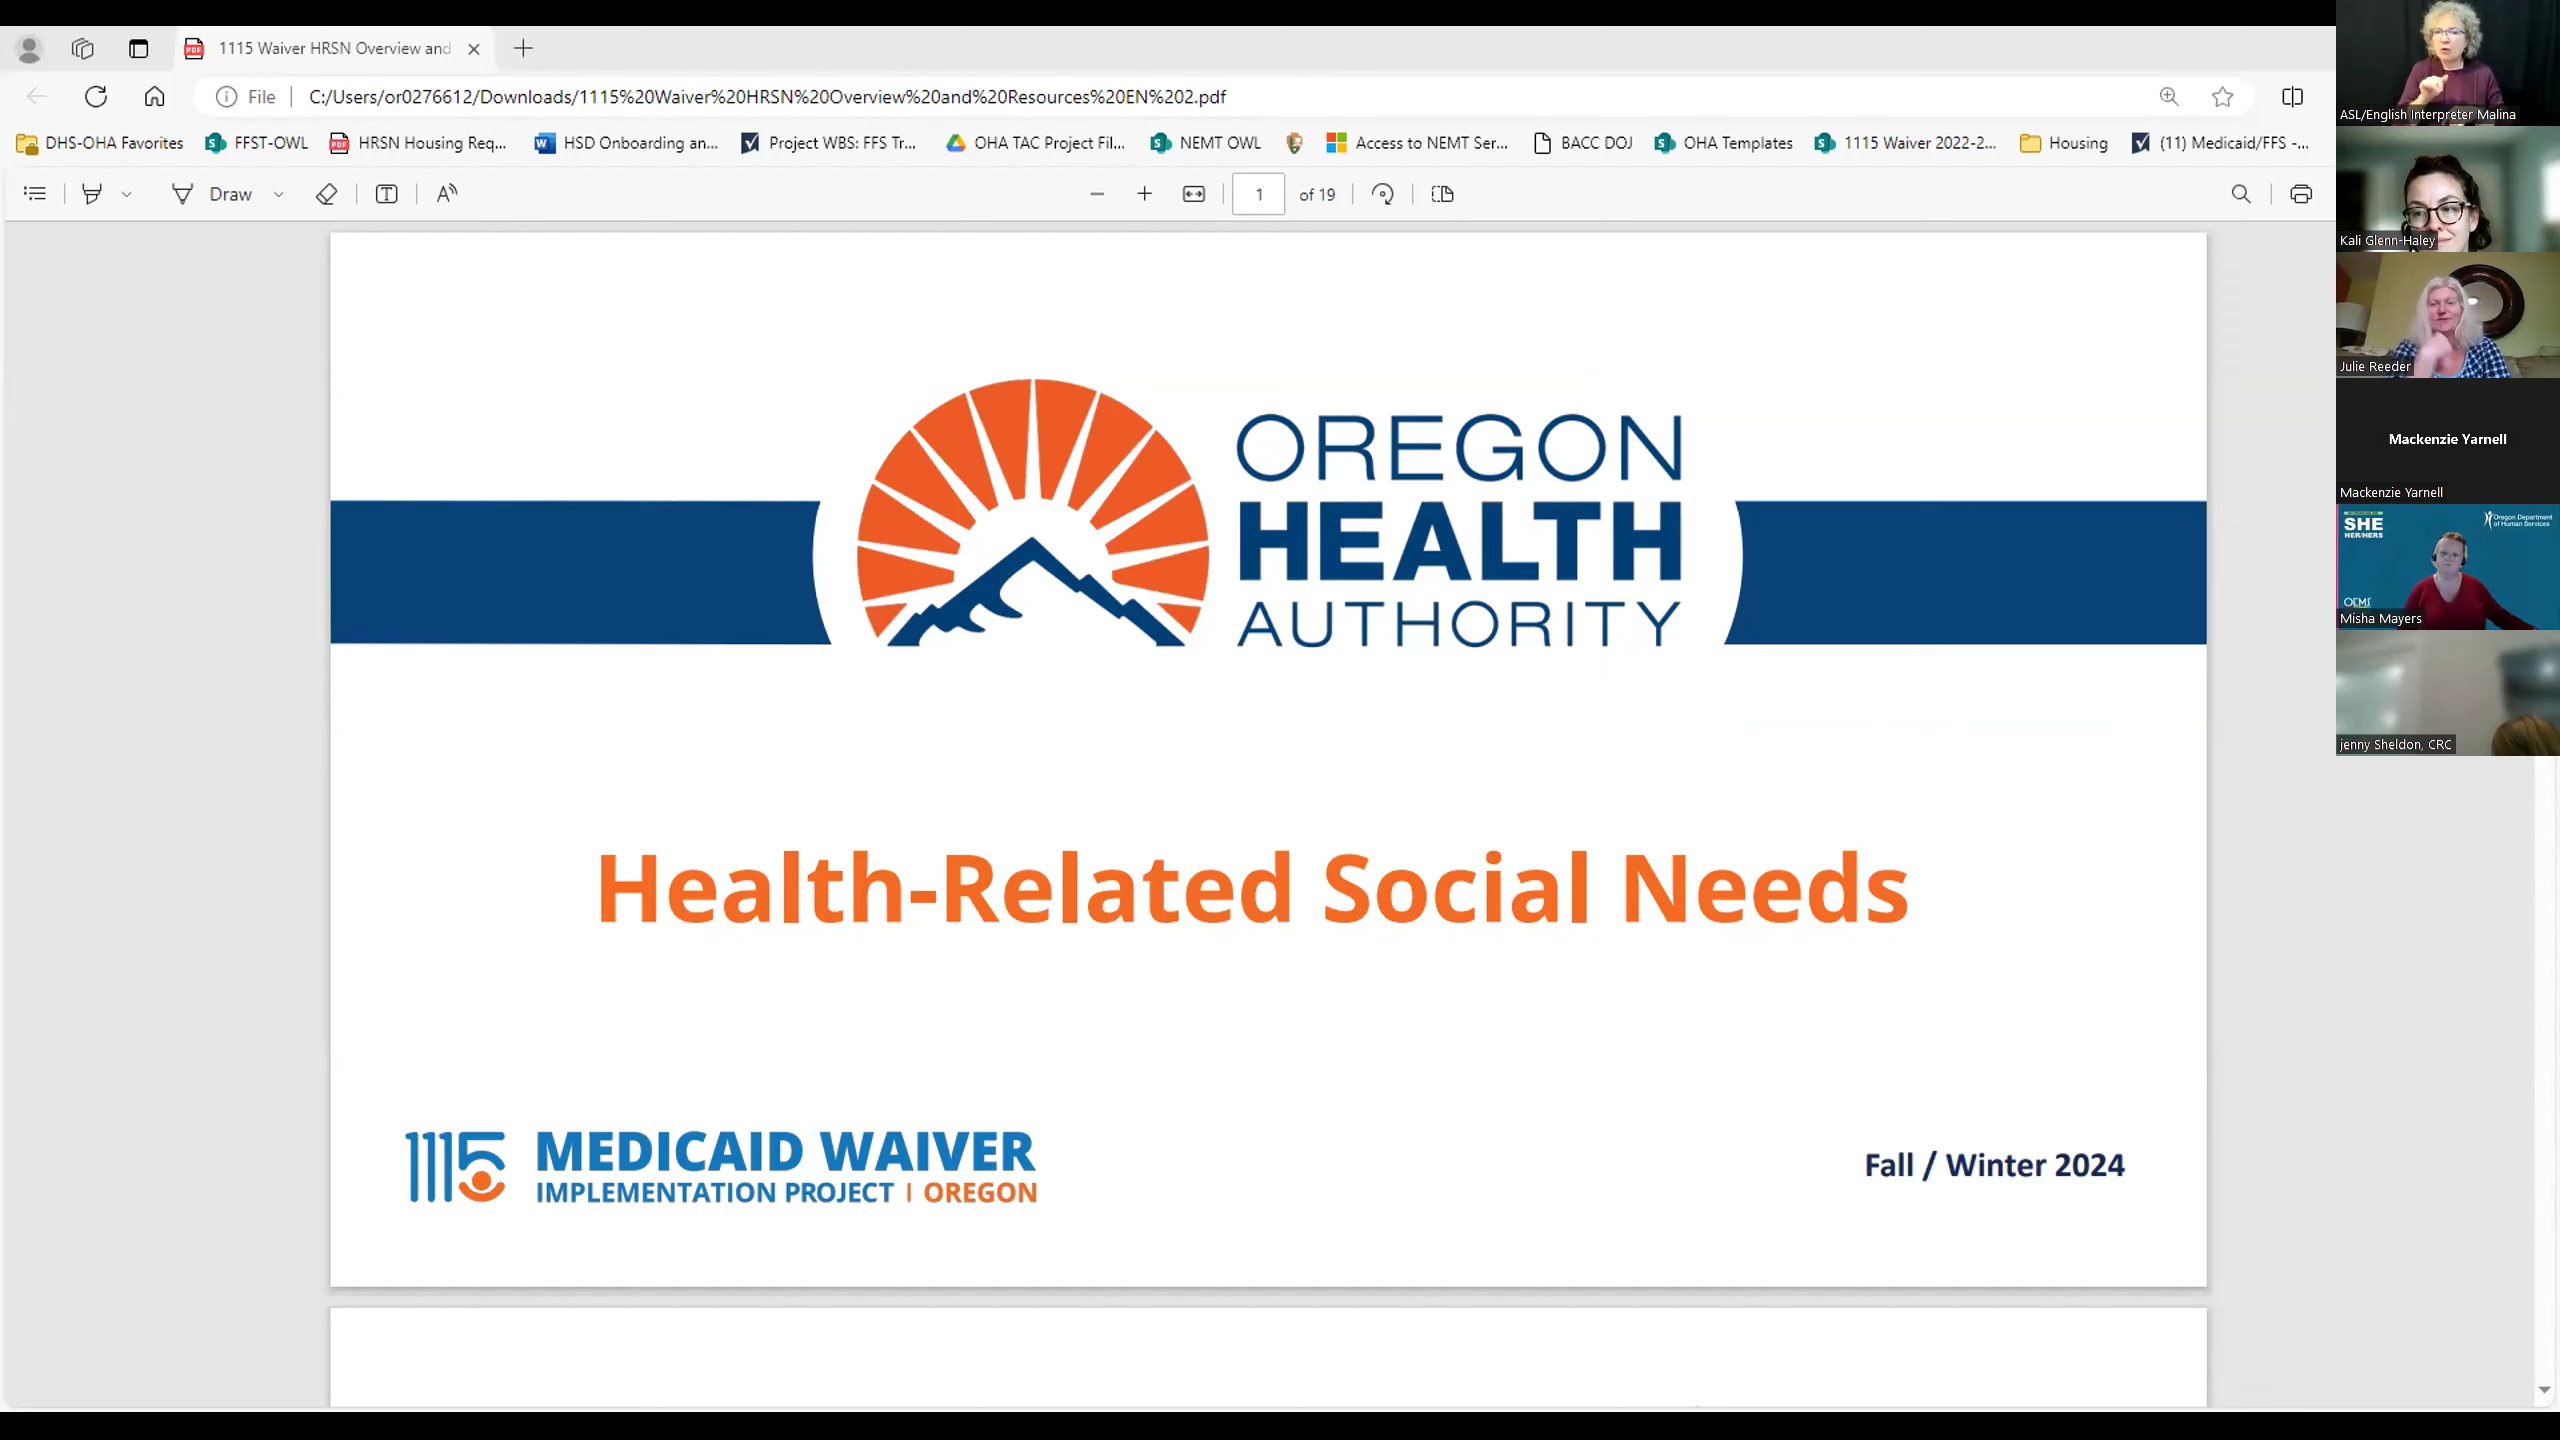 1115 Waiver HRSN Overview and
File
C:/Users/or0276612/Downloads/1115%20Waiver%20HRSN%20Overview%20and%20Resources%20EN%202.pdf
DHS-OHA Favorites
FFST-OWL
HRSN Housing Req...
HSD Onboarding an...
Project WBS: FFS Tr...
OHA TAC Project Fil...
NEMT OWL
Access to NEMT Ser...
BACC DOJ
OHA Templates
1115 Waiver 2022-2...
Housing
(11) Medicaid/FFS -...
Draw
1 of 19
OREGON
HEALTH
AUTHORITY
Health-Related Social Needs
1115 MEDICAID WAIVER
IMPLEMENTATION PROJECT | OREGON
Fall / Winter 2024
ASL/English Interpreter Malina
Kali Glenn-Haley
Julie Reeder
Mackenzie Yarnell
Mackenzie Yarnell
SHE
HER/HERS
Oregon Department
of Human Services
OEMS
Misha Mayers
jenny Sheldon, CRC